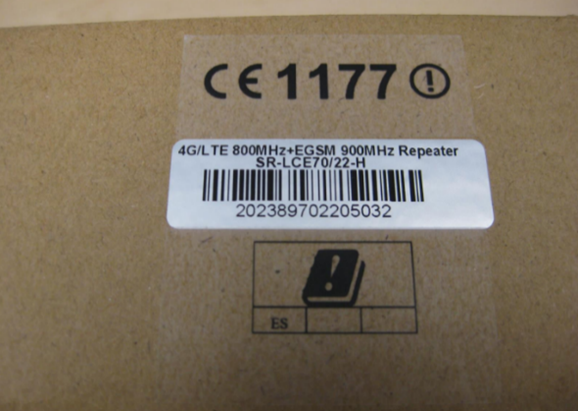 CE 1177
4G/LTE 800MHz+EGSM 900MHz Repeater
SR-LCE70/22-H
202389702205032
ES